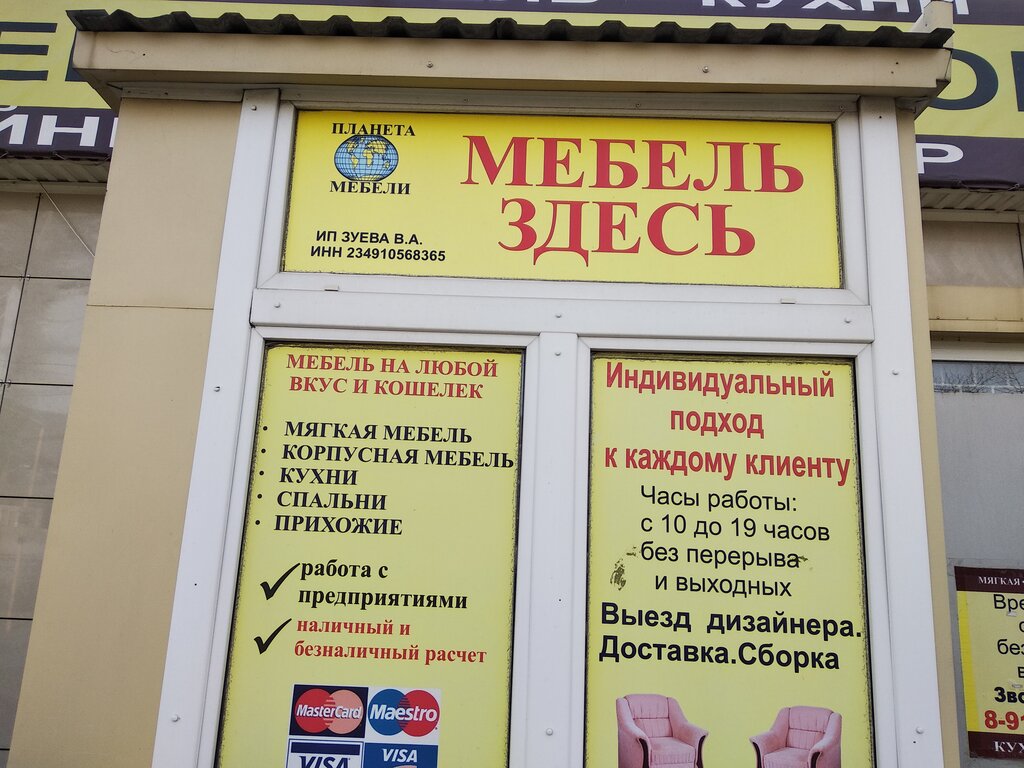 КУХНИ
ПЛАНЕТА
МЕБЕЛИ
ИП ЗУЕВА В.А.
ИНН 234910568365
МЕБЕЛЬ
ЗДЕСЬ
МЕБЕЛЬ НА ЛЮБОЙ
ВКУС И КОШЕЛЕК
· МЯГКАЯ МЕБЕЛЬ
· КОРПУСНАЯ МЕБЕЛЬ
· КУХНИ
· СПАЛЬНИ
· ПРИХОЖИЕ
✓ работа с
предприятиями
✓ наличный и
безналичный расчет
MasterCard Maestro
VISA VISA
Индивидуальный
подход
к каждому клиенту
Часы работы:
с 10 до 19 часов
без перерыва
и выходных
Выезд дизайнера.
Доставка.Сборка
МЯГКАЯ